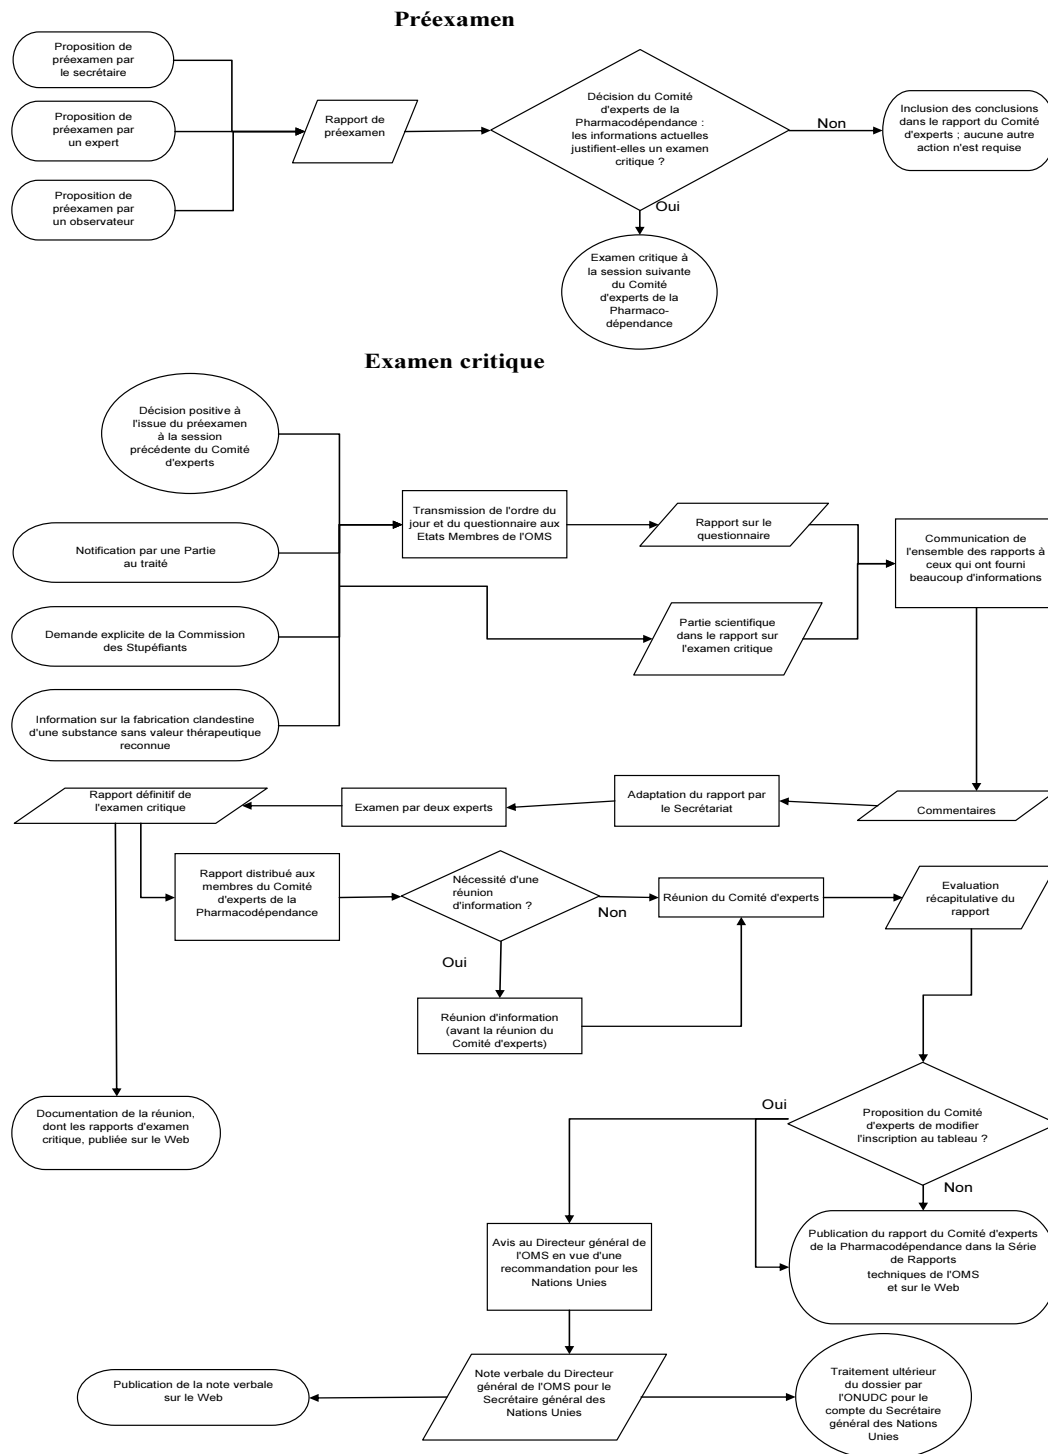 Préexamen
Proposition de
préexamen par
le secrétaire
Proposition de
préexamen par
un expert
Proposition de
préexamen par
un observateur
Rapport de
préexamen
Décision du Comité
d'experts de la
Pharmacodépendance :
les informations actuelles
justifient-elles un examen
critique ?
Non
Inclusion des conclusions
dans le rapport du Comité
d'experts ; aucune autre
action n'est requise
Oui
Examen critique à
la session suivante
du Comité
d'experts de la
Pharmaco-
dépendance
Examen critique
Décision positive à
l'issue du préexamen
à la session
précédente du Comité
d'experts
Notification par une Partie
au traité
Demande explicite de la Commission
des Stupéfiants
Information sur la fabrication clandestine
d'une substance sans valeur thérapeutique
reconnue
Transmission de l'ordre du
jour et du questionnaire aux
Etats Membres de l'OMS
Rapport sur le
questionnaire
Partie scientifique
dans le rapport sur
l'examen critique
Communication de
l'ensemble des rapports à
ceux qui ont fourni
beaucoup d'informations
Commentaires
Adaptation du rapport par
le Secrétariat
Examen par deux experts
Rapport définitif de
l'examen critique
Rapport distribué aux
membres du Comité
d'experts de la
Pharmacodépendance
Nécessité d'une
réunion
d'information ?
Non
Oui
Réunion d'information
(avant la réunion du
Comité d'experts)
Réunion du Comité d'experts
Evaluation
récapitulative du
rapport
Documentation de la réunion,
dont les rapports d'examen
critique, publiée sur le Web
Proposition du Comité
d'experts de modifier
l'inscription au tableau ?
Oui
Non
Avis au Directeur général de
l'OMS en vue d'une
recommandation pour les
Nations Unies
Publication du rapport du Comité d'experts
de la Pharmacodépendance dans la Série
de Rapports
techniques de l'OMS
et sur le Web
Note verbale du Directeur
général de l'OMS pour le
Secrétaire général des
Nations Unies
Publication de la note verbale
sur le Web
Traitement ultérieur
du dossier par
l'ONUDC pour le
compte du Secrétaire
général des Nations
Unies